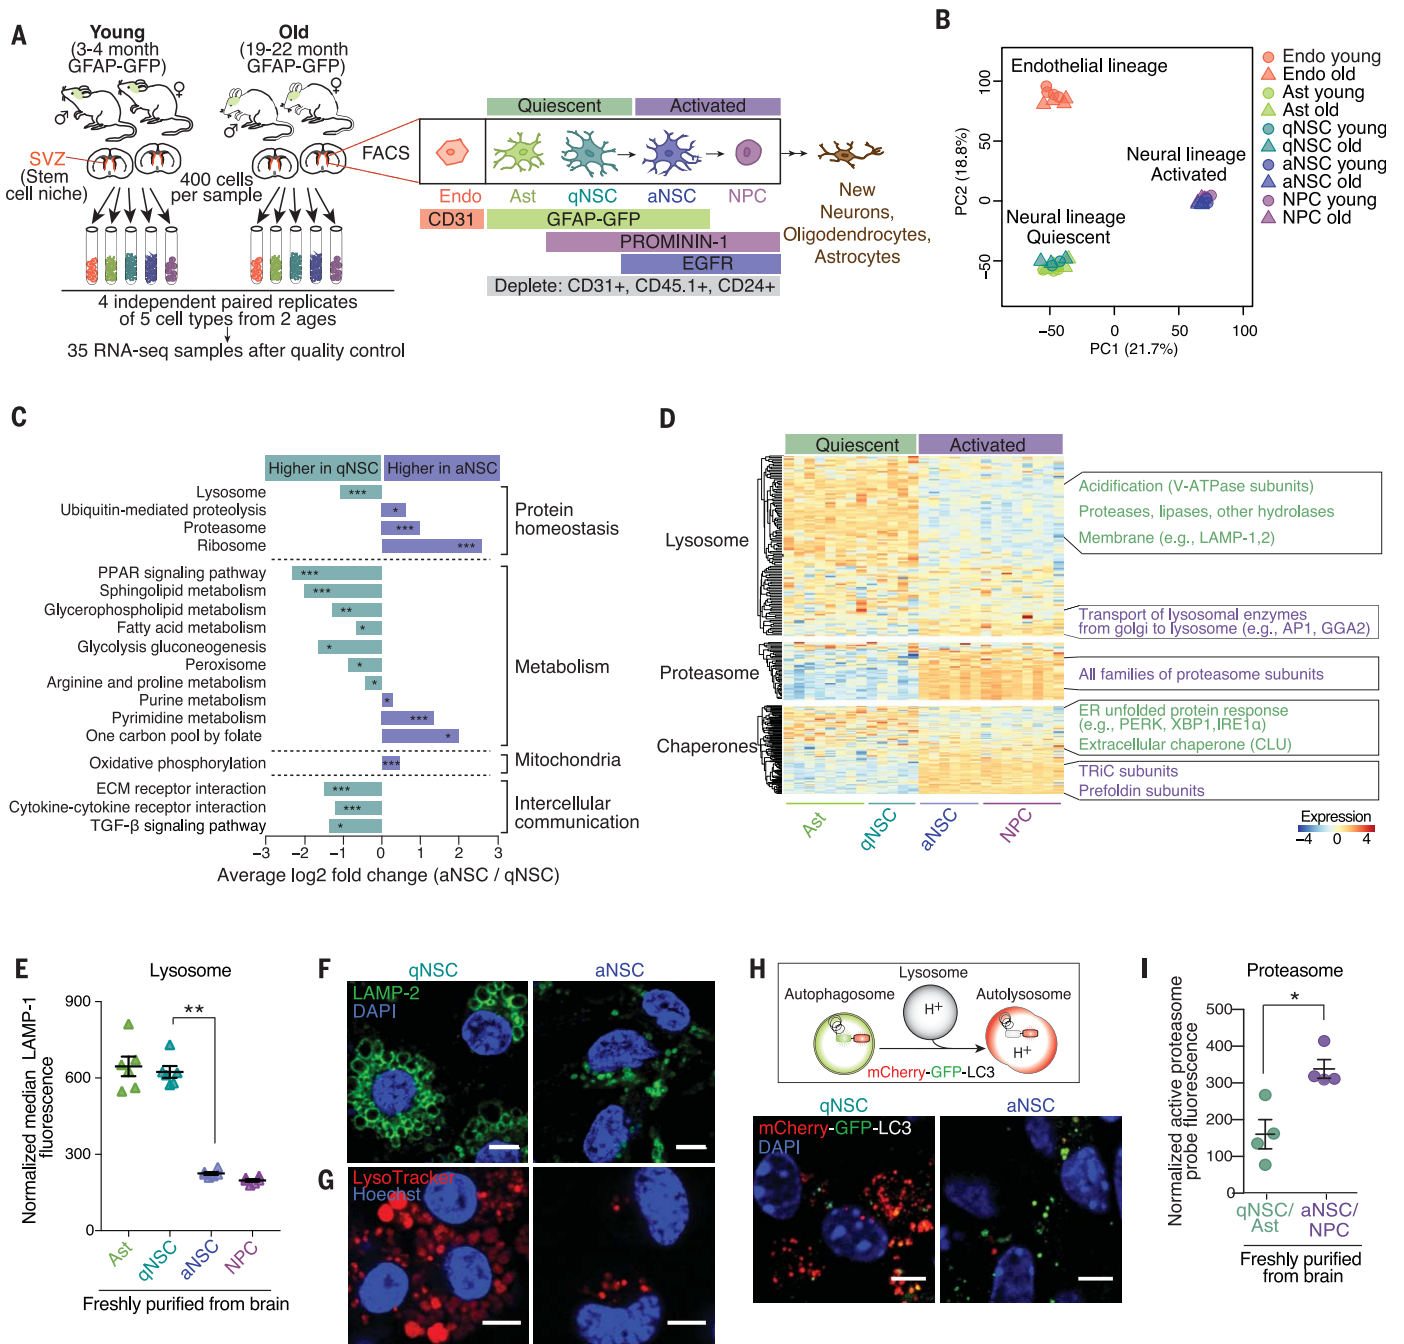 A
Young
(3-4 month
GFAP-GFP)
Old
(19-22 month
GFAP-GFP)
♂
♀
♂
♀
SVZ
(Stem
cell niche)
400 cells
per sample
FACS
Quiescent
Activated
Endo
Ast
qNSC
aNSC
NPC
CD31
GFAP-GFP
PROMININ-1
EGFR
Deplete: CD31+, CD45.1+, CD24+
New
Neurons,
Oligodendrocytes,
Astrocytes
4 independent paired replicates
of 5 cell types from 2 ages
35 RNA-seq samples after quality control
B
Endothelial lineage
Neural lineage
Activated
Neural lineage
Quiescent
PC2 (18.8%)
100
50
0
−50
−50
0
50
100
PC1 (21.7%)
Endo young
Endo old
Ast young
Ast old
qNSC young
qNSC old
aNSC young
aNSC old
NPC young
NPC old
C
Higher in qNSC
Higher in aNSC
Lysosome
***
Ubiquitin-mediated proteolysis
*
Proteasome
***
Ribosome
***
Protein
homeostasis
PPAR signaling pathway
***
Sphingolipid metabolism
***
Glycerophospholipid metabolism
**
Fatty acid metabolism
*
Glycolysis gluconeogenesis
*
Peroxisome
*
Arginine and proline metabolism
*
Purine metabolism
*
Pyrimidine metabolism
***
One carbon pool by folate
*
Metabolism
Oxidative phosphorylation
***
Mitochondria
ECM receptor interaction
***
Cytokine-cytokine receptor interaction
***
TGF-β signaling pathway
*
Intercellular
communication
−3
−2
−1
0
1
2
3
Average log2 fold change (aNSC / qNSC)
D
Quiescent
Activated
Lysosome
Proteasome
Chaperones
Acidification (V-ATPase subunits)
Proteases, lipases, other hydrolases
Membrane (e.g., LAMP-1,2)
Transport of lysosomal enzymes
from golgi to lysosome (e.g., AP1, GGA2)
All families of proteasome subunits
ER unfolded protein response
(e.g., PERK, XBP1,IRE1α)
Extracellular chaperone (CLU)
TRiC subunits
Prefoldin subunits
Ast
qNSC
aNSC
NPC
Expression
−4
0
4
E
Lysosome
Normalized median LAMP-1
fluorescence
900
600
300
0
**
Ast
qNSC
aNSC
NPC
Freshly purified from brain
F
qNSC
aNSC
LAMP-2
DAPI
G
LysoTracker
Hoechst
H
Lysosome
Autophagosome
Autolysosome
H+
H+
mCherry-GFP-LC3
qNSC
aNSC
mCherry-GFP-LC3
DAPI
I
Proteasome
*
Normalized active proteasome
probe fluorescence
500
400
300
200
100
0
qNSC/
Ast
aNSC/
NPC
Freshly purified
from brain